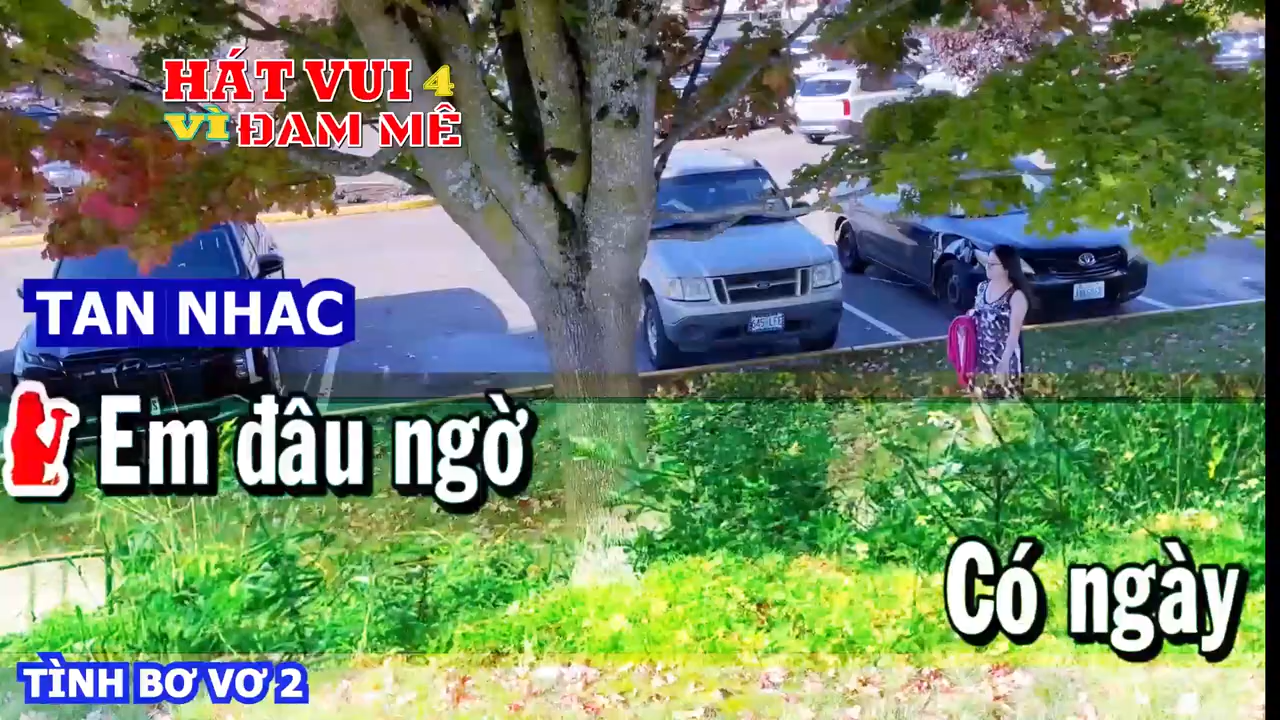 HÁT VUI 4
VÌ ĐAM MÊ
TAN NHAC
Em đâu ngờ
Có ngày
TÌNH BƠ VƠ 2